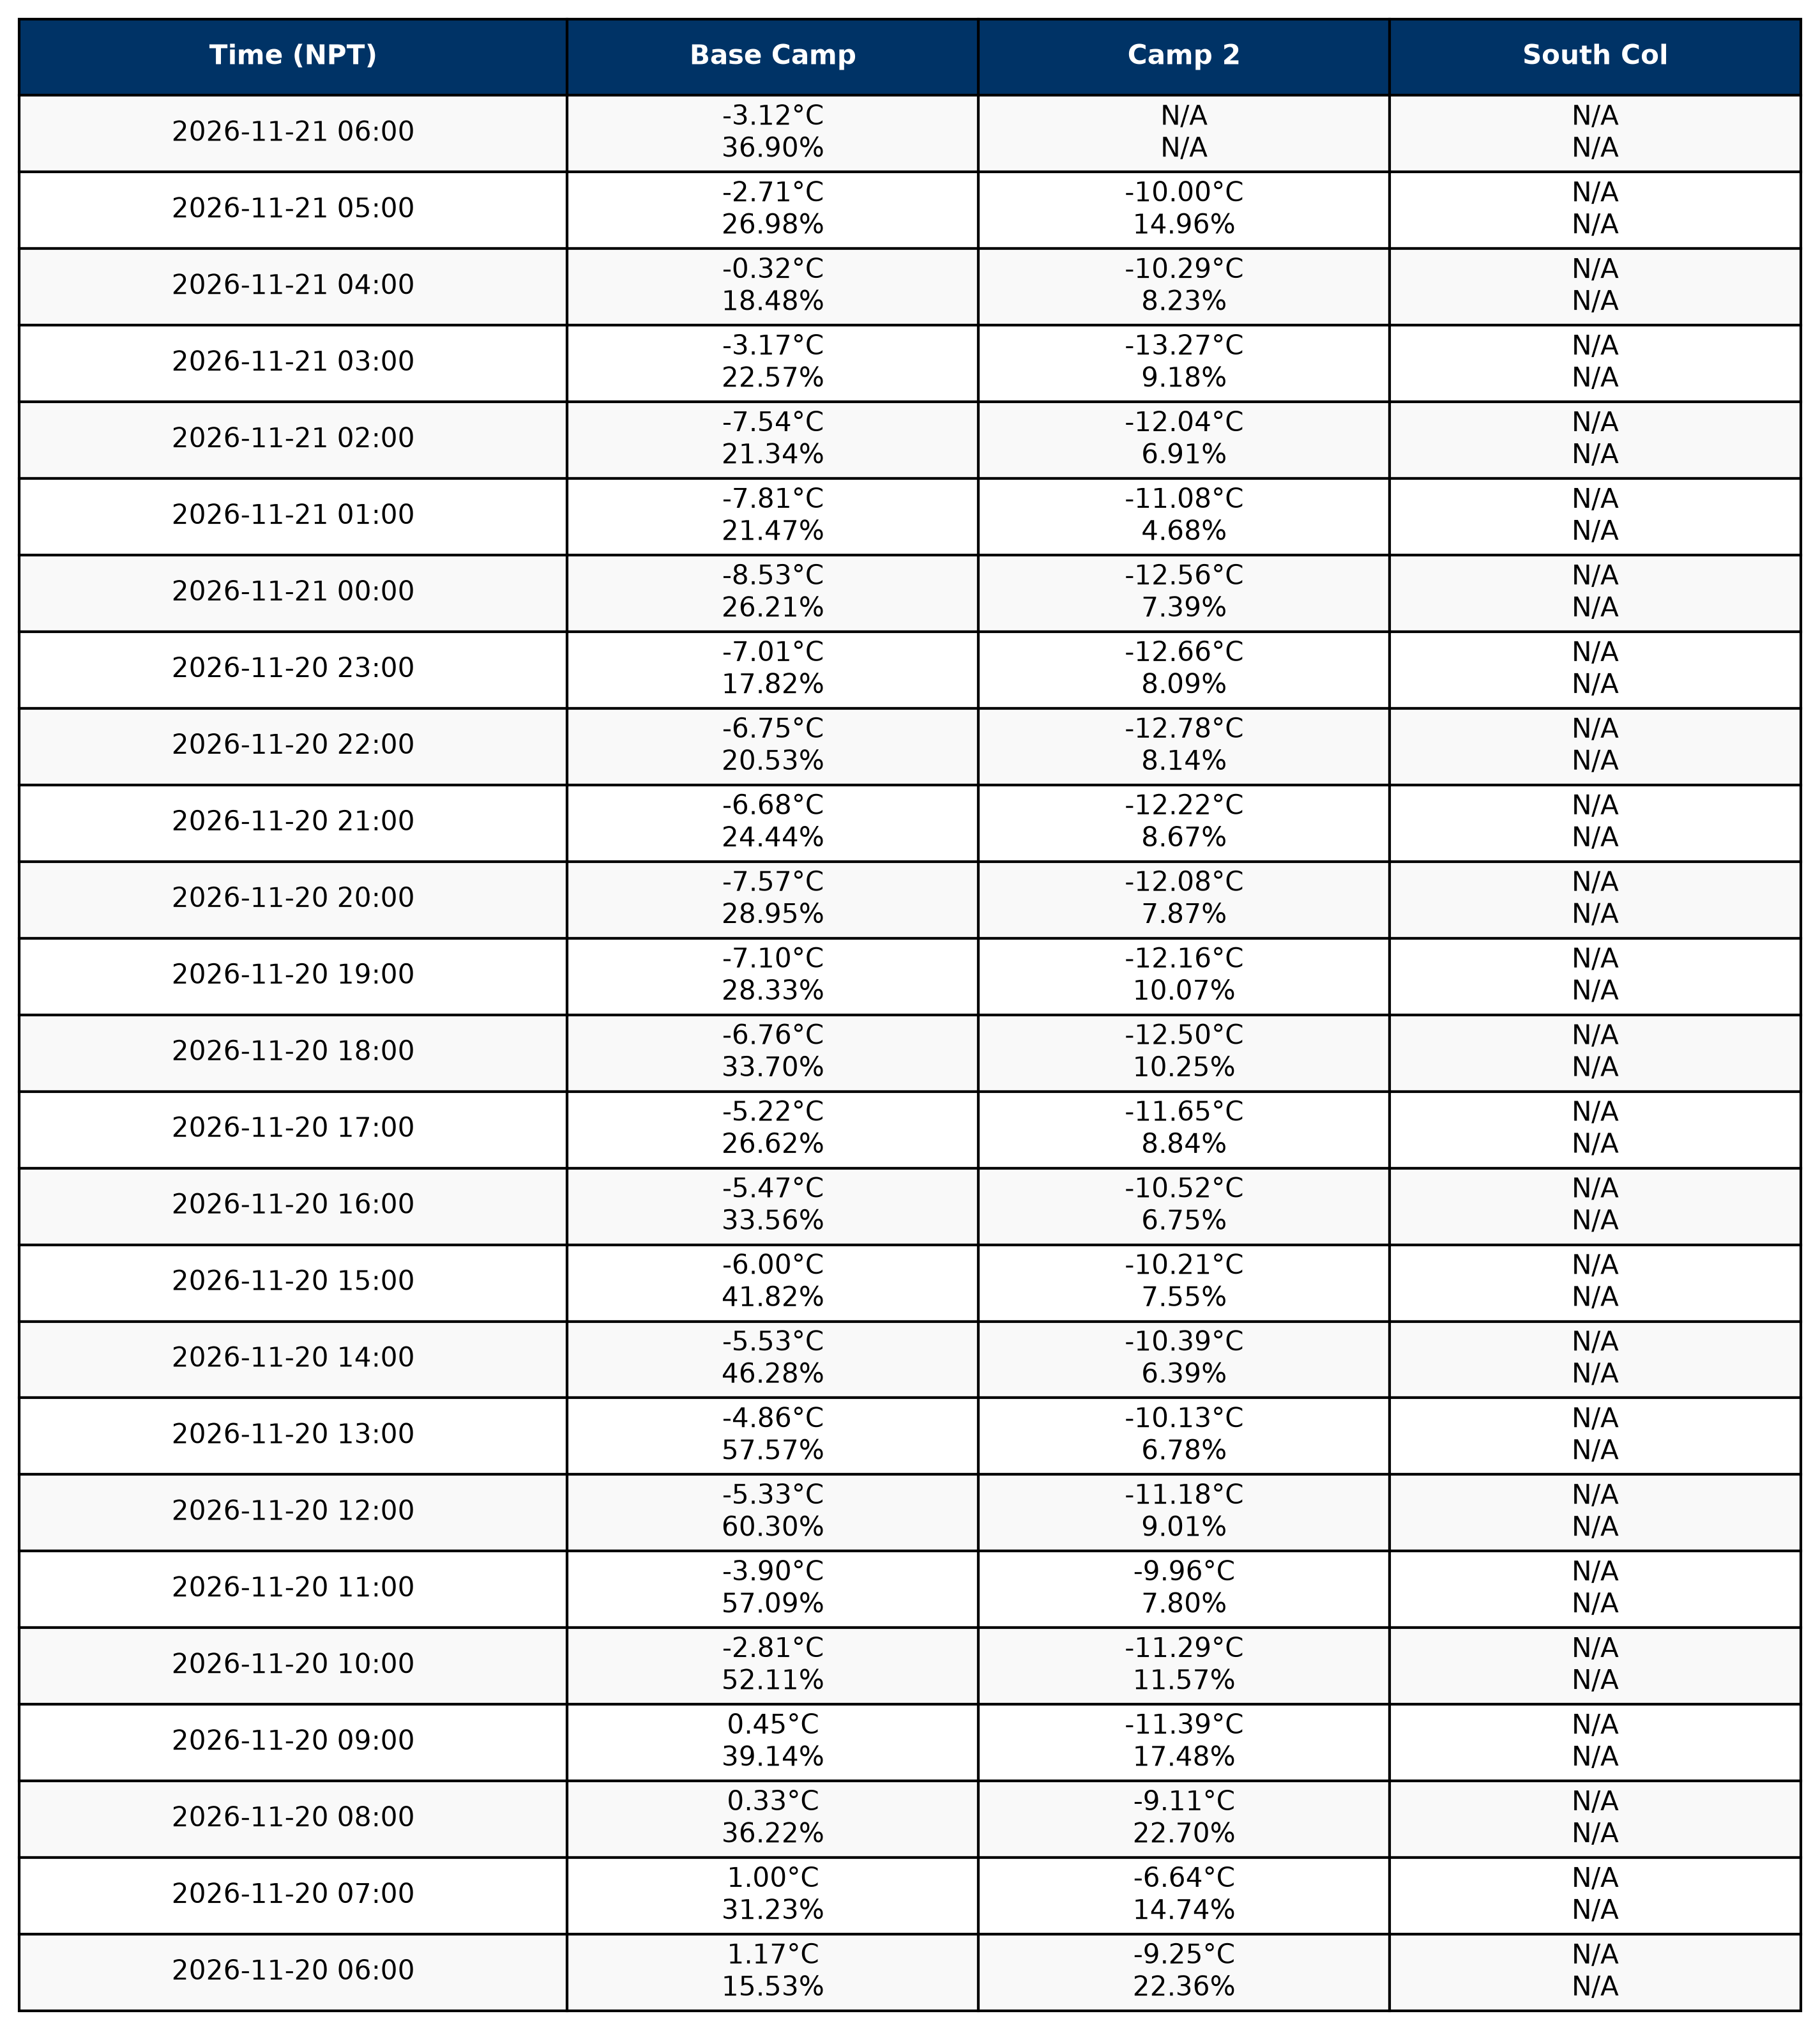 Time (NPT) Base Camp Camp 2 South Col
2026-11-21 06:00 -3.12°C N/A N/A
36.90% N/A N/A
2026-11-21 05:00 -2.71°C -10.00°C N/A
26.98% 14.96% N/A
2026-11-21 04:00 -0.32°C -10.29°C N/A
18.48% 8.23% N/A
2026-11-21 03:00 -3.17°C -13.27°C N/A
22.57% 9.18% N/A
2026-11-21 02:00 -7.54°C -12.04°C N/A
21.34% 6.91% N/A
2026-11-21 01:00 -7.81°C -11.08°C N/A
21.47% 4.68% N/A
2026-11-21 00:00 -8.53°C -12.56°C N/A
26.21% 7.39% N/A
2026-11-20 23:00 -7.01°C -12.66°C N/A
17.82% 8.09% N/A
2026-11-20 22:00 -6.75°C -12.78°C N/A
20.53% 8.14% N/A
2026-11-20 21:00 -6.68°C -12.22°C N/A
24.44% 8.67% N/A
2026-11-20 20:00 -7.57°C -12.08°C N/A
28.95% 7.87% N/A
2026-11-20 19:00 -7.10°C -12.16°C N/A
28.33% 10.07% N/A
2026-11-20 18:00 -6.76°C -12.50°C N/A
33.70% 10.25% N/A
2026-11-20 17:00 -5.22°C -11.65°C N/A
26.62% 8.84% N/A
2026-11-20 16:00 -5.47°C -10.52°C N/A
33.56% 6.75% N/A
2026-11-20 15:00 -6.00°C -10.21°C N/A
41.82% 7.55% N/A
2026-11-20 14:00 -5.53°C -10.39°C N/A
46.28% 6.39% N/A
2026-11-20 13:00 -4.86°C -10.13°C N/A
57.57% 6.78% N/A
2026-11-20 12:00 -5.33°C -11.18°C N/A
60.30% 9.01% N/A
2026-11-20 11:00 -3.90°C -9.96°C N/A
57.09% 7.80% N/A
2026-11-20 10:00 -2.81°C -11.29°C N/A
52.11% 11.57% N/A
2026-11-20 09:00 0.45°C -11.39°C N/A
39.14% 17.48% N/A
2026-11-20 08:00 0.33°C -9.11°C N/A
36.22% 22.70% N/A
2026-11-20 07:00 1.00°C -6.64°C N/A
31.23% 14.74% N/A
2026-11-20 06:00 1.17°C -9.25°C N/A
15.53% 22.36% N/A